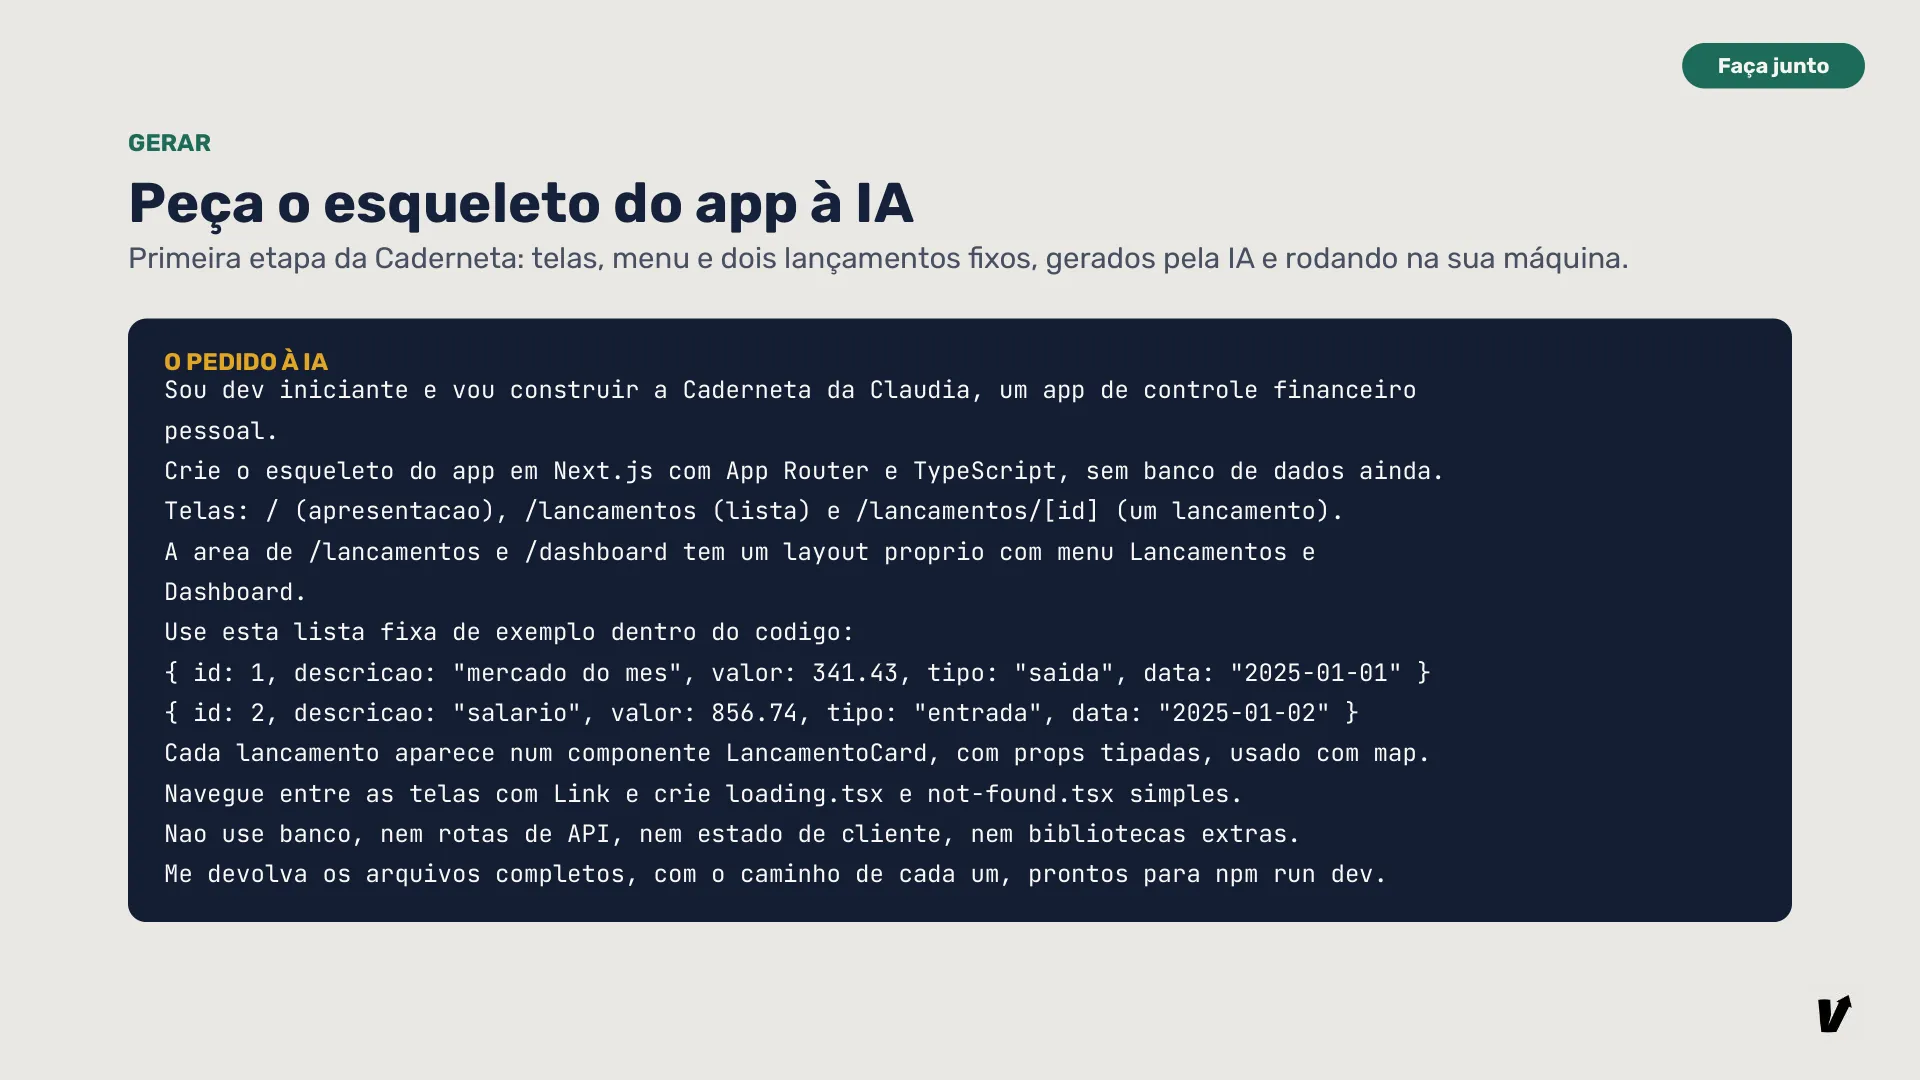 Faça junto
GERAR
Peça o esqueleto do app à IA
Primeira etapa da Caderneta: telas, menu e dois lançamentos fixos, gerados pela IA e rodando na sua máquina.
O PEDIDO À IA
Sou dev iniciante e vou construir a Caderneta da Claudia, um app de controle financeiro
pessoal.
Crie o esqueleto do app em Next.js com App Router e TypeScript, sem banco de dados ainda.
Telas: / (apresentacao), /lancamentos (lista) e /lancamentos/[id] (um lancamento).
A area de /lancamentos e /dashboard tem um layout proprio com menu Lancamentos e
Dashboard.
Use esta lista fixa de exemplo dentro do codigo:
{ id: 1, descricao: "mercado do mes", valor: 341.43, tipo: "saida", data: "2025-01-01" }
{ id: 2, descricao: "salario", valor: 856.74, tipo: "entrada", data: "2025-01-02" }
Cada lancamento aparece num componente LancamentoCard, com props tipadas, usado com map.
Navegue entre as telas com Link e crie loading.tsx e not-found.tsx simples.
Nao use banco, nem rotas de API, nem estado de cliente, nem bibliotecas extras.
Me devolva os arquivos completos, com o caminho de cada um, prontos para npm run dev.